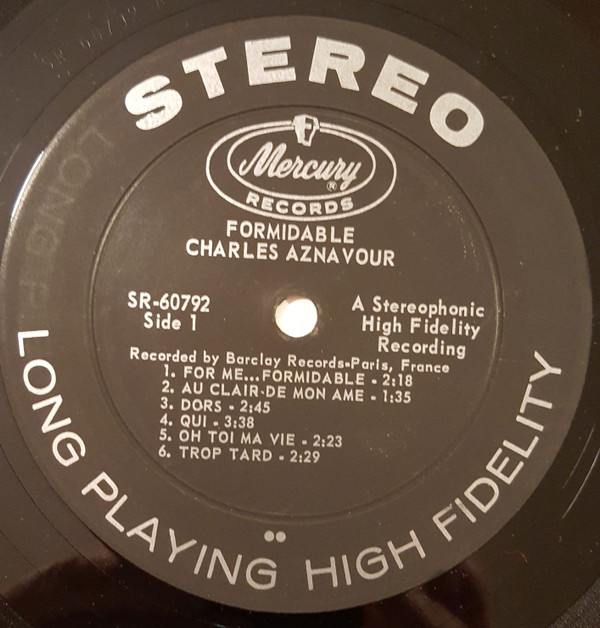 STEREO
Mercury
®
RECORDS
FORMIDABLE
CHARLES AZNAVOUR
SR-60792
Side 1
A Stereophonic
High Fidelity
Recording
Recorded by Barclay Records-Paris, France
1. FOR ME...FORMIDABLE - 2:18
2. AU CLAIR-DE MON AME - 1:35
3. DORS - 2:45
4. QUI - 3:38
5. OH TOI MA VIE - 2:23
6. TROP TARD - 2:29
LONG PLAYING HIGH FIDELITY